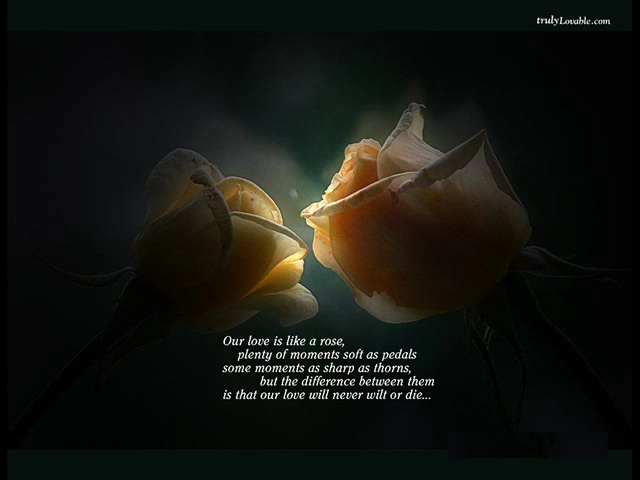 trulyLovable.com
Our love is like a rose,
plenty of moments soft as pedals
some moments as sharp as thorns,
but the difference between them
is that our love will never wilt or die...